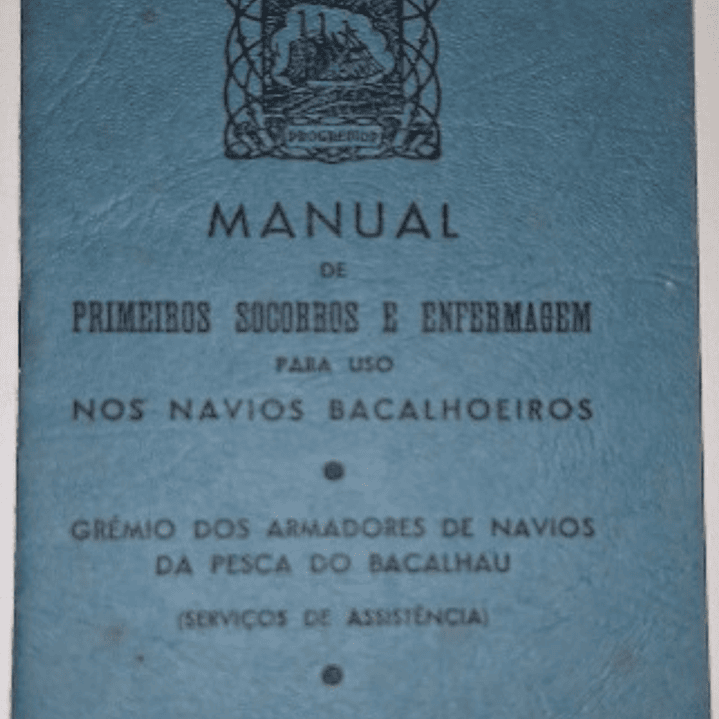 PROGREDIOR
MANUAL
DE
PRIMEIROS SOCORROS E ENFERMAGEM
PARA USO
NOS NAVIOS BACALHOEIROS
GRÉMIO DOS ARMADORES DE NAVIOS
DA PESCA DO BACALHAU
(SERVIÇOS DE ASSISTÊNCIA)